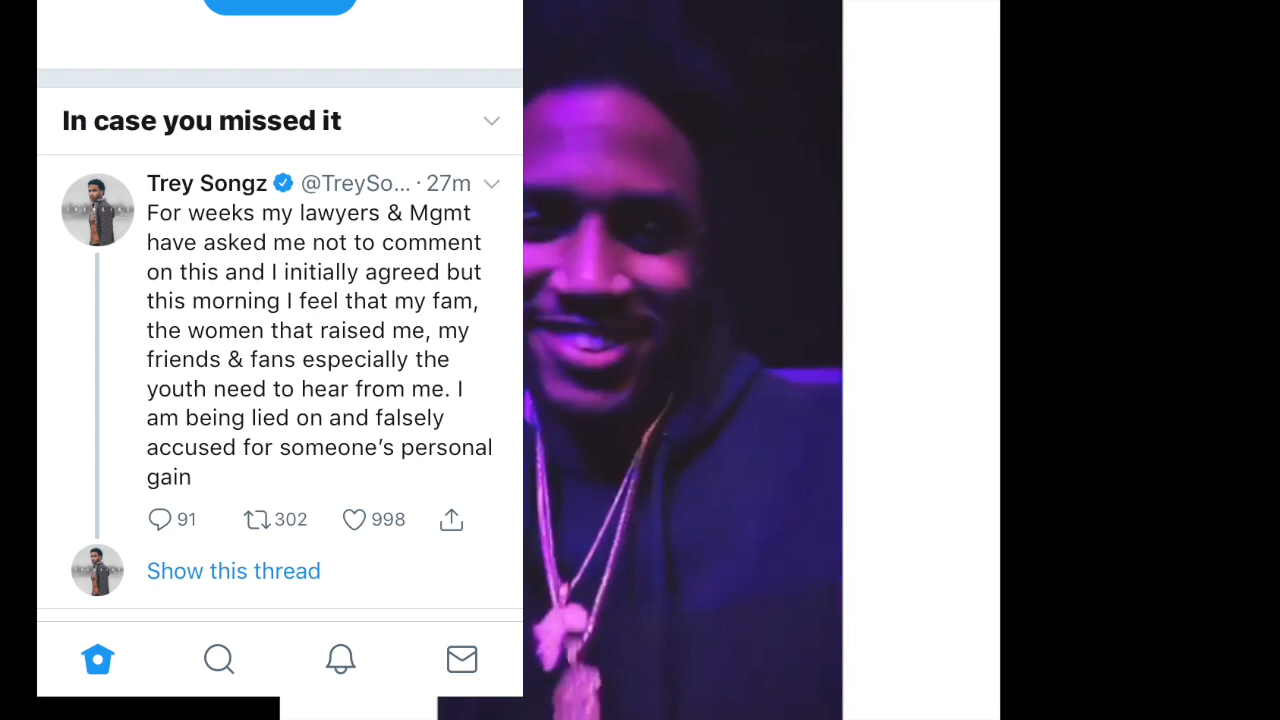 In case you missed it
Trey Songz @TreySo... · 27m
For weeks my lawyers & Mgmt
have asked me not to comment
on this and I initially agreed but
this morning I feel that my fam,
the women that raised me, my
friends & fans especially the
youth need to hear from me. I
am being lied on and falsely
accused for someone’s personal
gain
91 302 998
Show this thread